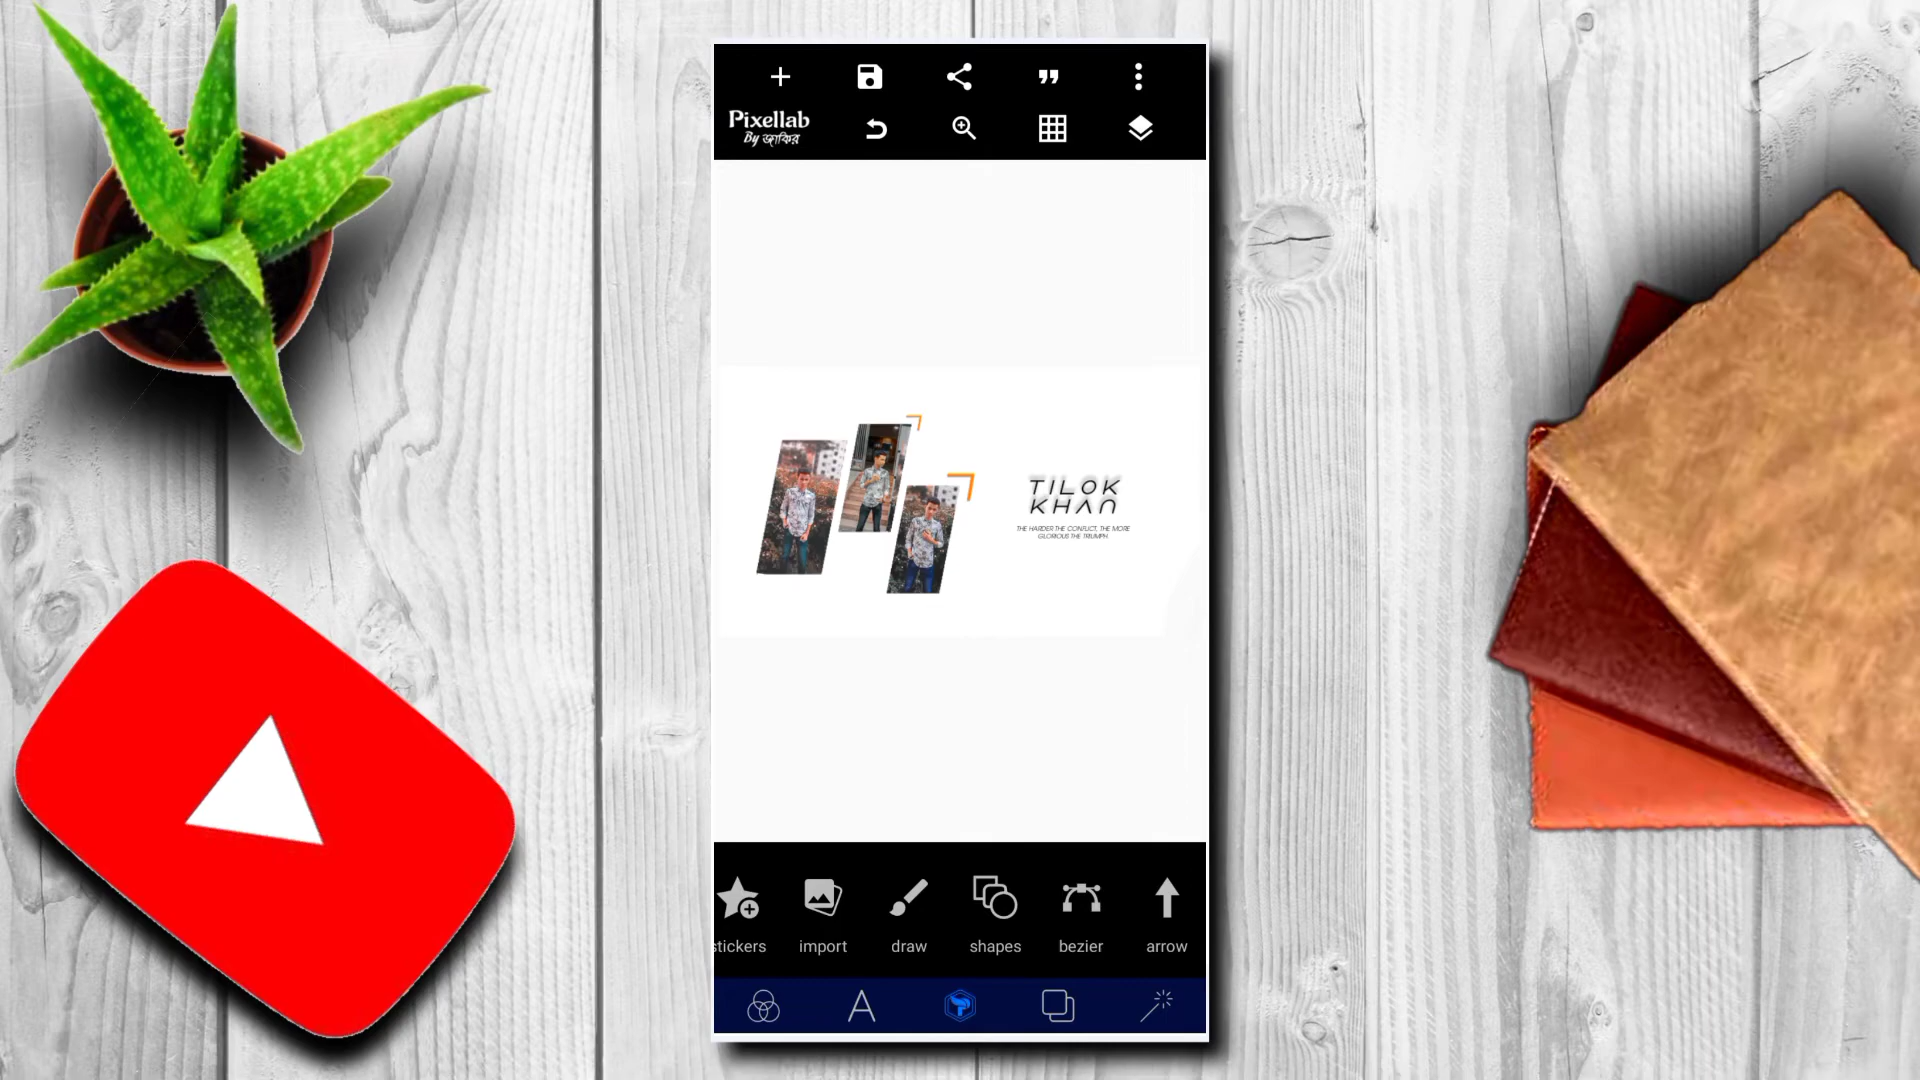 Pixellab
By জাকির
TILOK
KHAN
THE HARDER THE CONFLICT, THE MORE
GLORIOUS THE TRIUMPH
stickers
import
draw
shapes
bezier
arrow